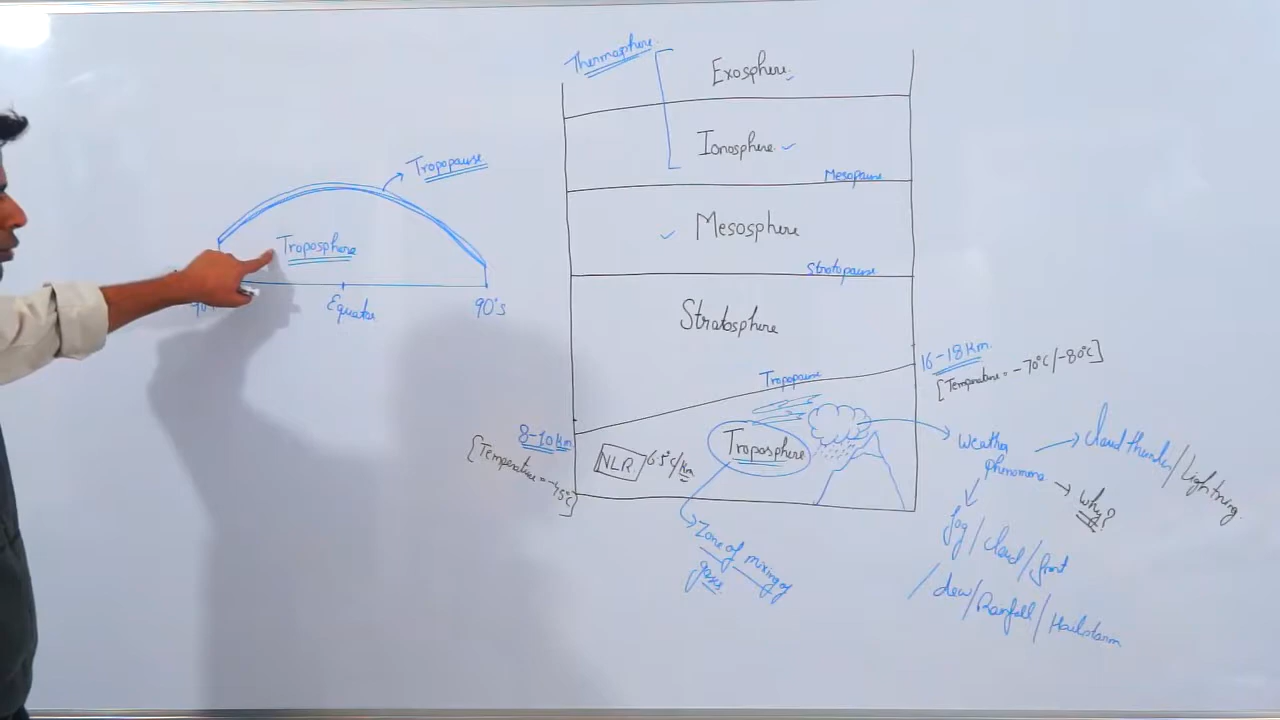 Thermosphere
Exosphere
Ionosphere
Mesopause
Mesosphere
Stratopause
Stratosphere
Tropopause
Troposphere
Equator
90°S
Tropopause
16-18 Km.
[Temperature = -70°C/-80°C]
8-10 Km
[Temperature = -45°C]
NLR. 6.5°C/Km
Troposphere
Zone of mixing of
gases
Weather
phenomena
Cloud thunder/Lightning
Why?
fog/cloud/frost
/dew/Rainfall/Hailstorm